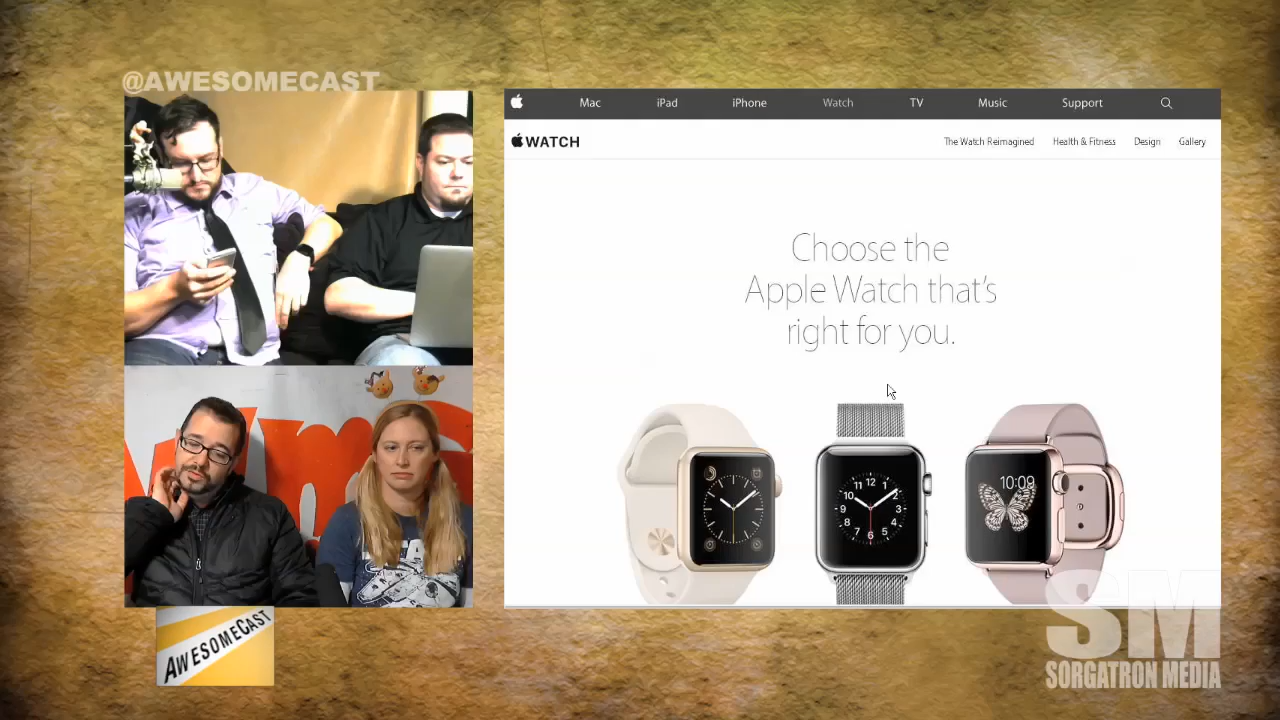 @AWESOMECAST
Mac iPad iPhone Watch TV Music Support
WATCH
The Watch Reimagined Health & Fitness Design Gallery
Choose the
Apple Watch that's
right for you.
10:09
AWESOMECAST
SM
SORGATRON MEDIA